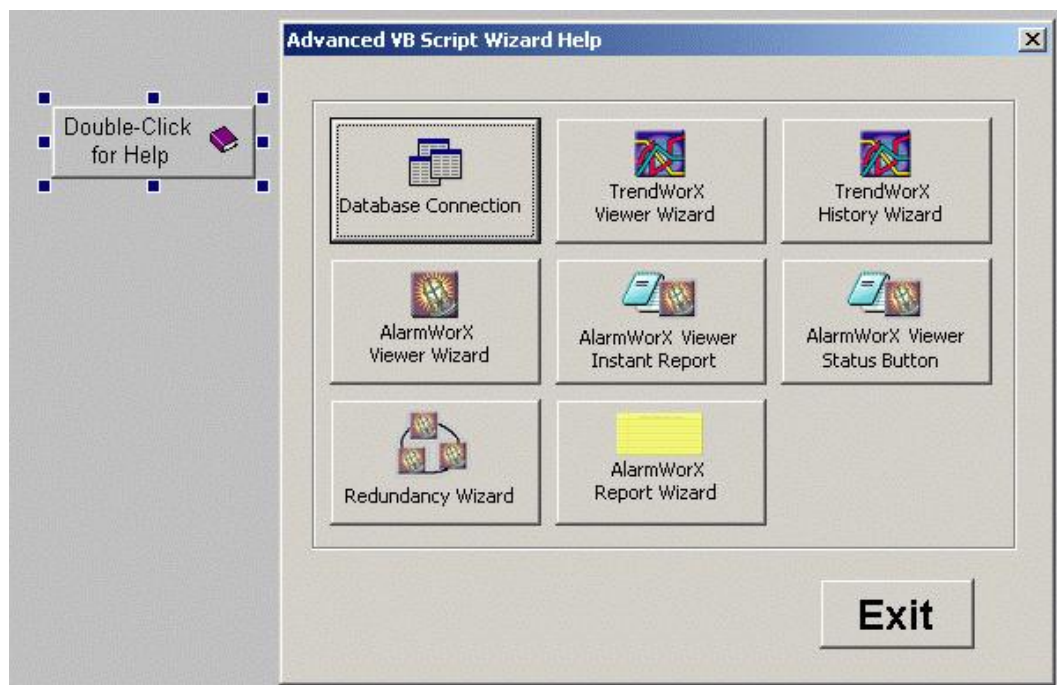 Advanced VB Script Wizard Help
Double-Click
for Help
Database Connection
TrendWorX
Viewer Wizard
TrendWorX
History Wizard
AlarmWorX
Viewer Wizard
AlarmWorX Viewer
Instant Report
AlarmWorX Viewer
Status Button
Redundancy Wizard
AlarmWorX
Report Wizard
Exit